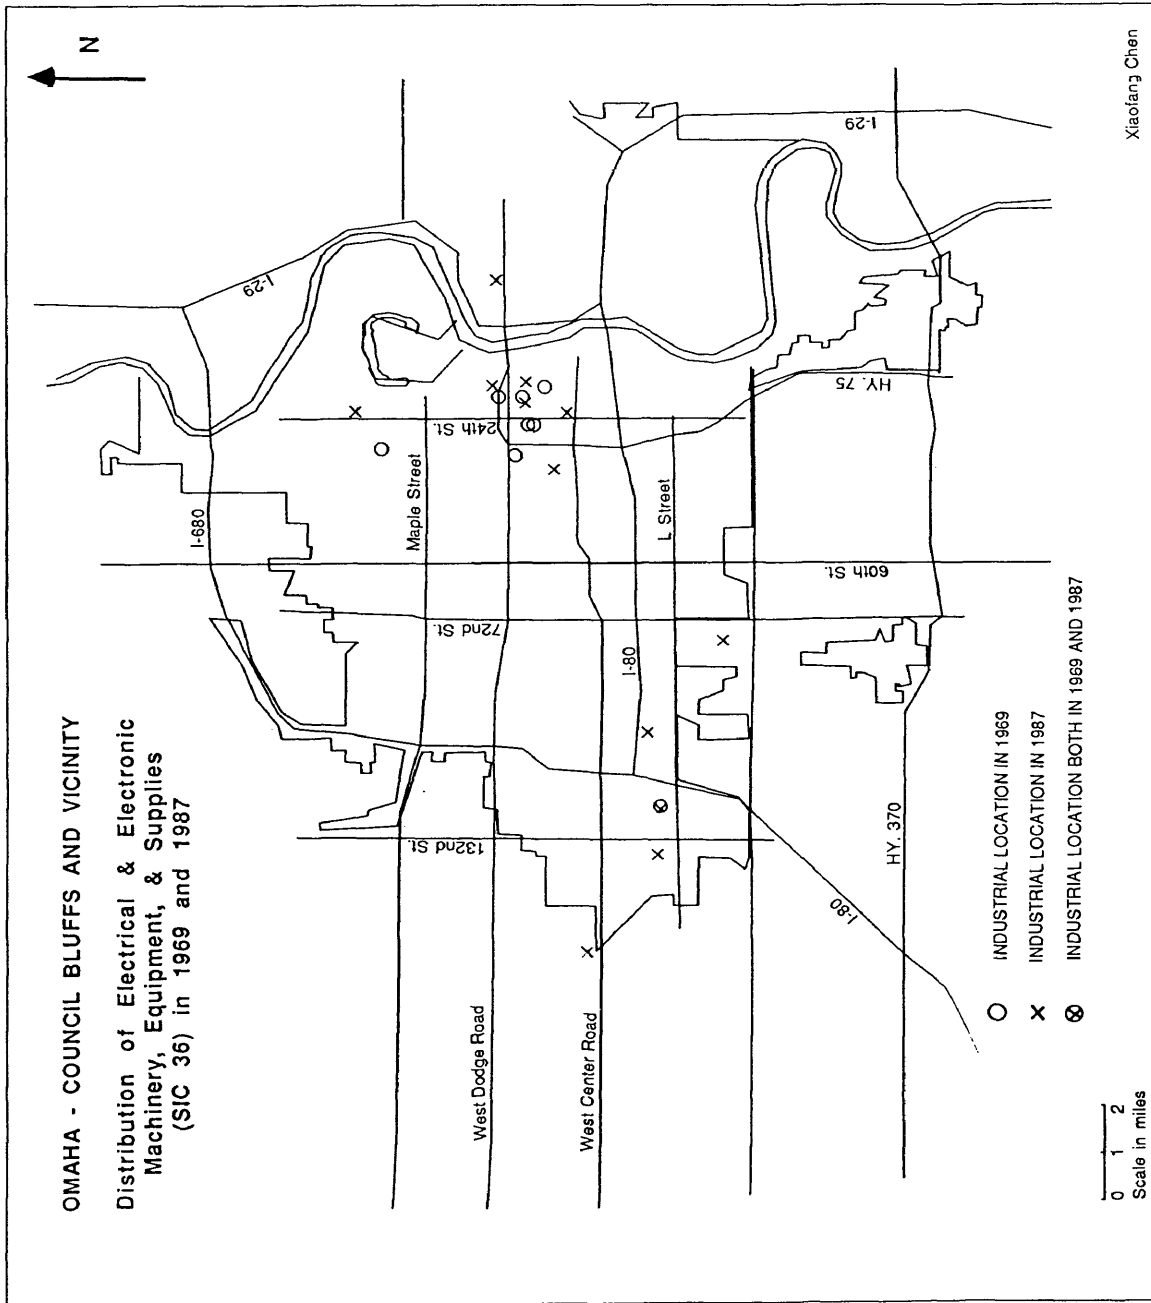 OMAHA - COUNCIL BLUFFS AND VICINITY
Distribution of Electrical & Electronic
Machinery, Equipment, & Supplies
(SIC 36) in 1969 and 1987
N
I-29
I-680
Maple Street
24th St.
72nd St.
132nd St.
West Dodge Road
West Center Road
I-80
L Street
60th St.
HY. 75
I-29
I-80
HY. 370
INDUSTRIAL LOCATION IN 1969
INDUSTRIAL LOCATION IN 1987
INDUSTRIAL LOCATION BOTH IN 1969 AND 1987
0 1 2
Scale in miles
Xiaofang Chen